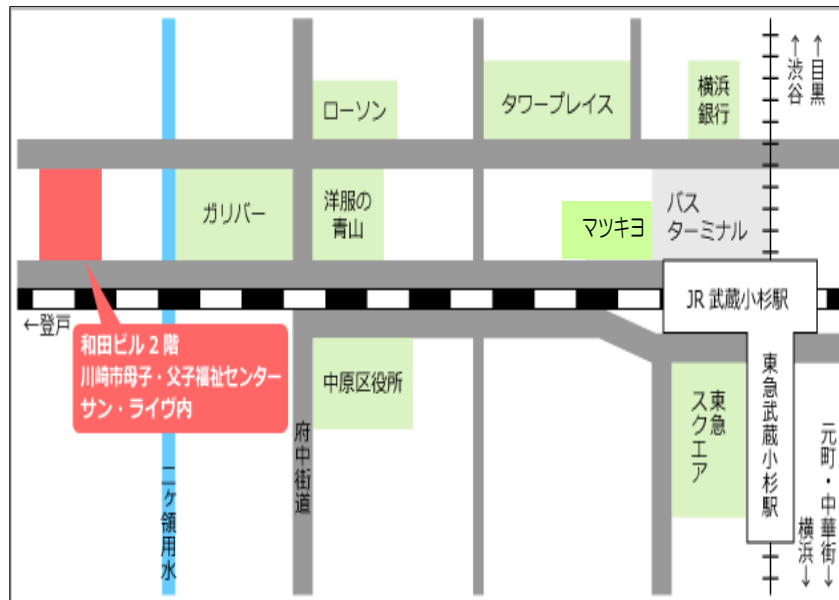 ↑目黒
↑渋谷
横浜
銀行
タワープレイス
ローソン
ガリバー
洋服の
青山
マツキヨ
バス
ターミナル
JR 武蔵小杉駅
←登戸
和田ビル 2 階
川崎市母子・父子福祉センター
サン・ライヴ内
中原区役所
東急
スクエア
東急武蔵小杉駅
府中街道
二ヶ領用水
元町・中華街→
横浜→